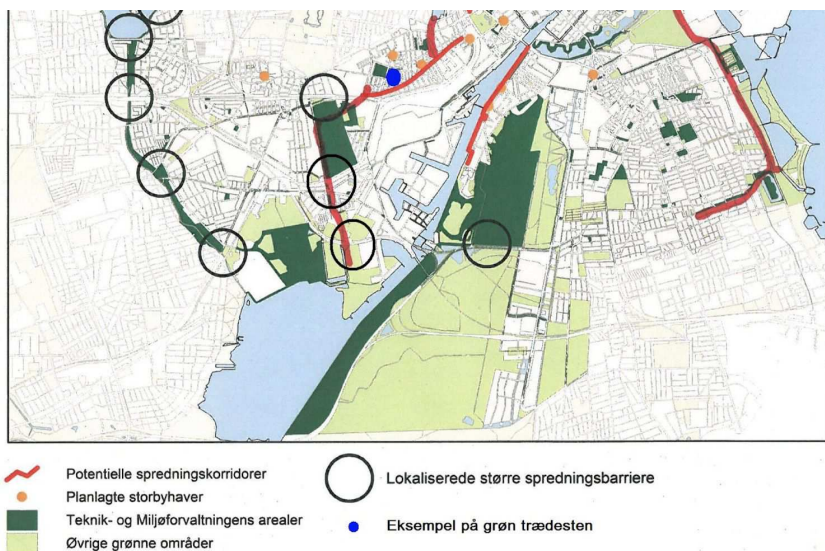 Potentielle spredningskorridorer
Planlagte storbyhaver
Teknik- og Miljøforvaltningens arealer
Øvrige grønne områder
Lokaliserede større spredningsbarriere
Eksempel på grøn trædesten